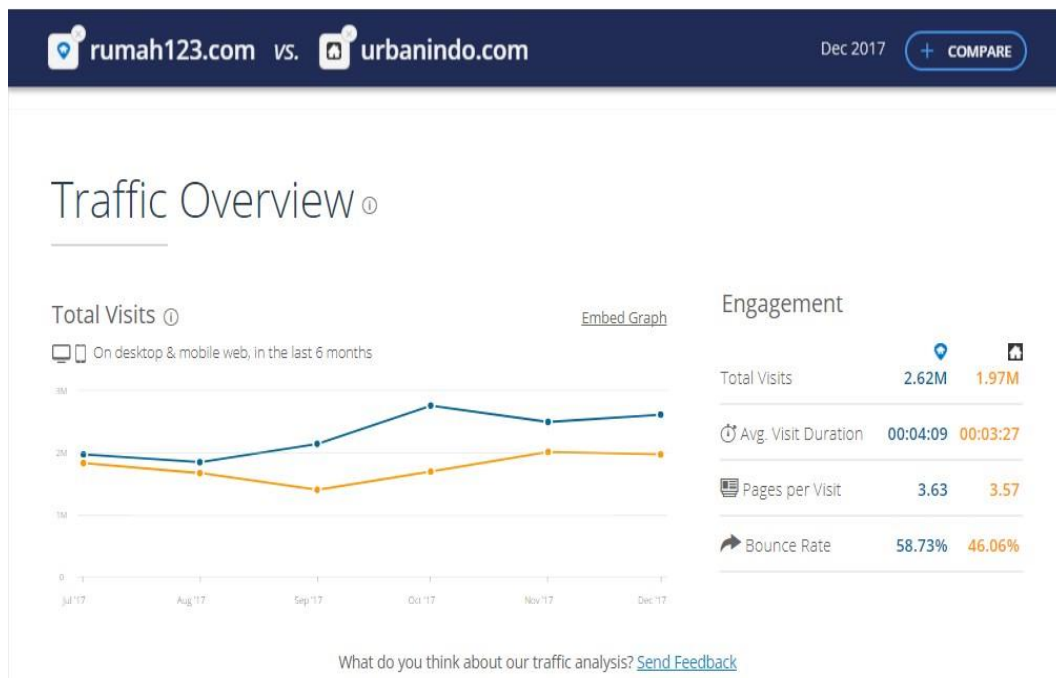 rumah123.com vs. urbanindo.com
Dec 2017
+ COMPARE
Traffic Overview
Total Visits
Embed Graph
On desktop & mobile web, in the last 6 months
3M
2M
1M
0
Jul '17 Aug '17 Sep '17 Oct '17 Nov '17 Dec '17
Engagement
Total Visits 2.62M 1.97M
Avg. Visit Duration 00:04:09 00:03:27
Pages per Visit 3.63 3.57
Bounce Rate 58.73% 46.06%
What do you think about our traffic analysis? Send Feedback